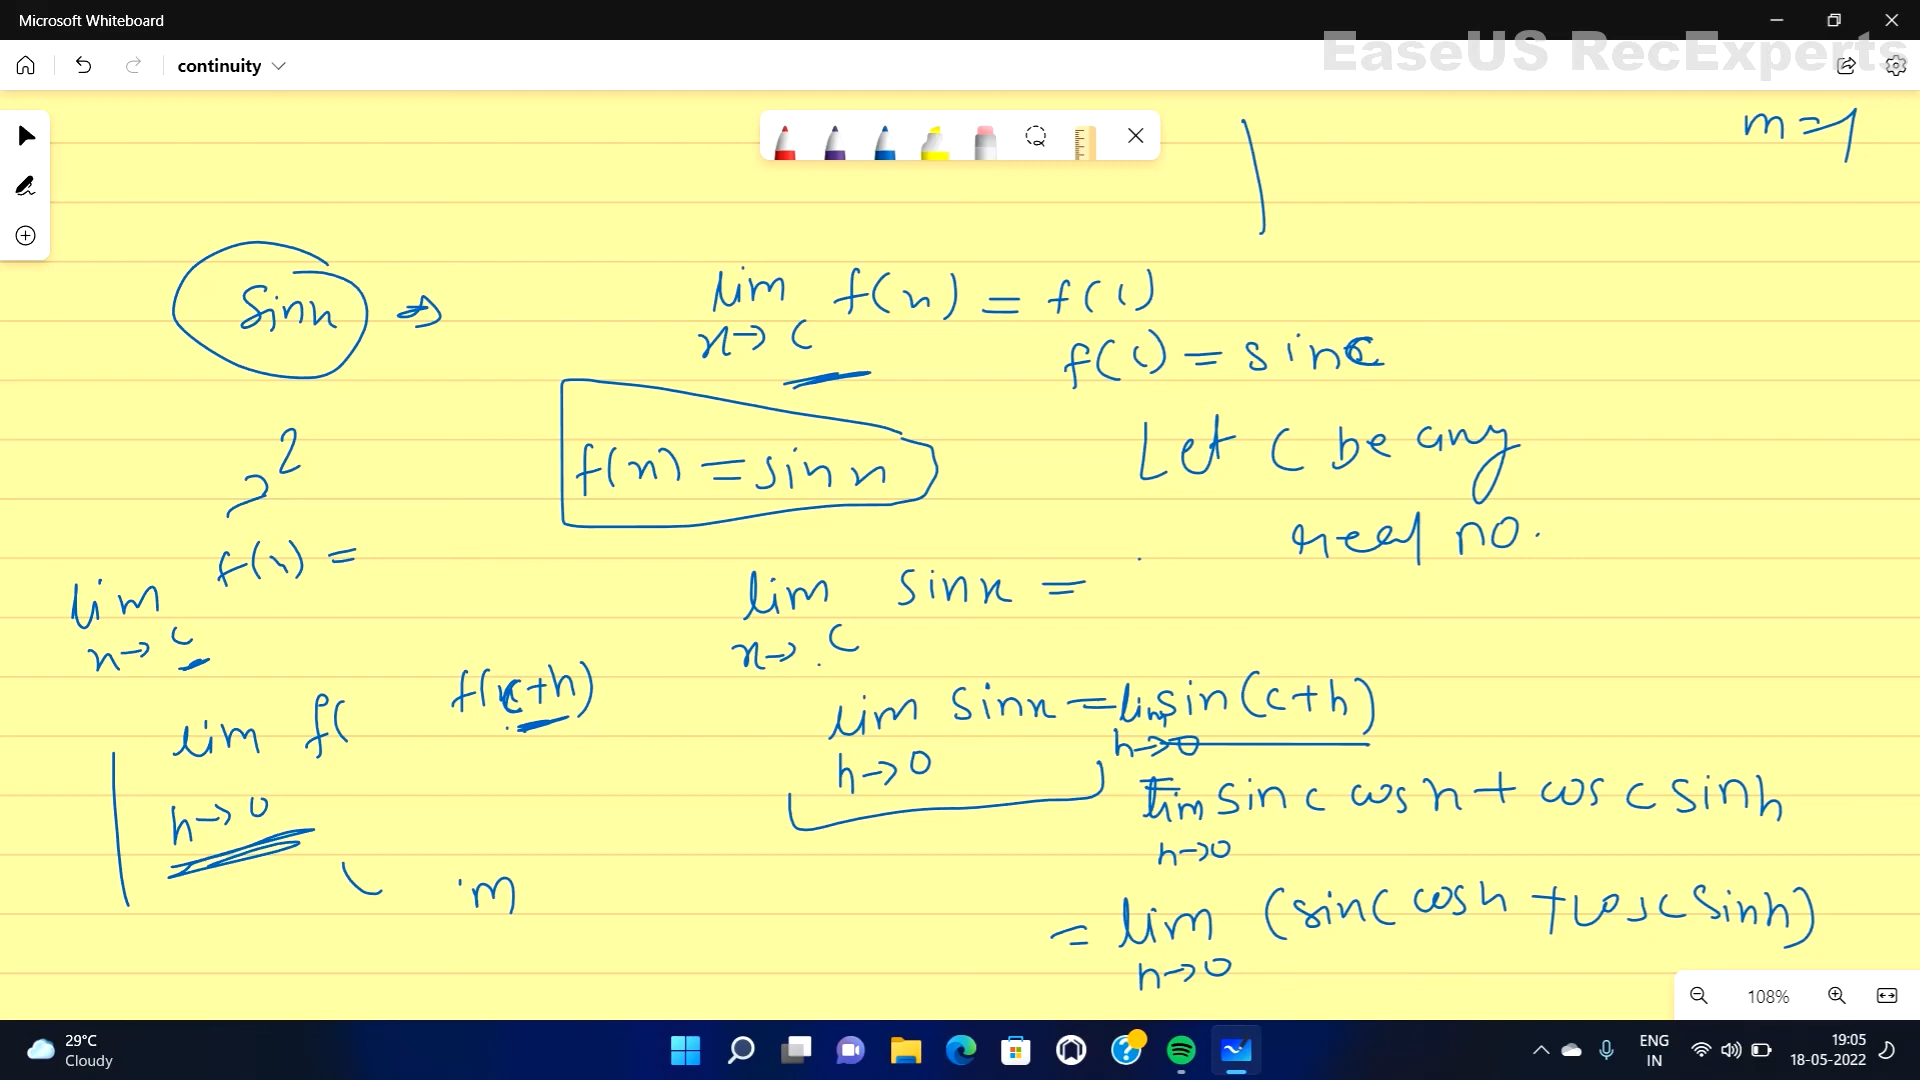 Microsoft Whiteboard
EaseUS RecExperts
continuity
m = 1
sinx ⇒
lim f(x) = f(c)
x→c
f(c) = sinc
f(x) = sinx
Let C be any
real no.
f(x) =
lim
x→c
lim sinx =
x→c
f(c+h)
lim f(
h→0
lim sinx = lim sin(c+h)
h→0 h→0
lim sinc cosh + cosc sinh
h→0
m
= lim (sinc cosh + cosc sinh)
h→0
108%
29°C
Cloudy
ENG
IN
19:05
18-05-2022